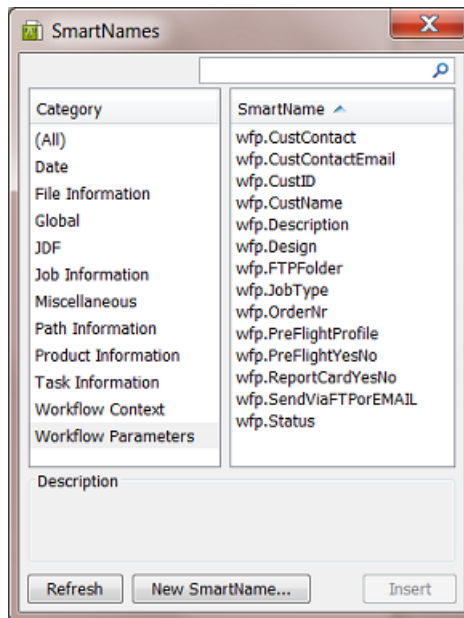 SmartNames
Category
(All)
Date
File Information
Global
JDF
Job Information
Miscellaneous
Path Information
Product Information
Task Information
Workflow Context
Workflow Parameters
SmartName
wfp.CustContact
wfp.CustContactEmail
wfp.CustID
wfp.CustName
wfp.Description
wfp.Design
wfp.FTPFolder
wfp.JobType
wfp.OrderNr
wfp.PreFlightProfile
wfp.PreFlightYesNo
wfp.ReportCardYesNo
wfp.SendViaFTPorEMAIL
wfp.Status
Description
Refresh
New SmartName...
Insert